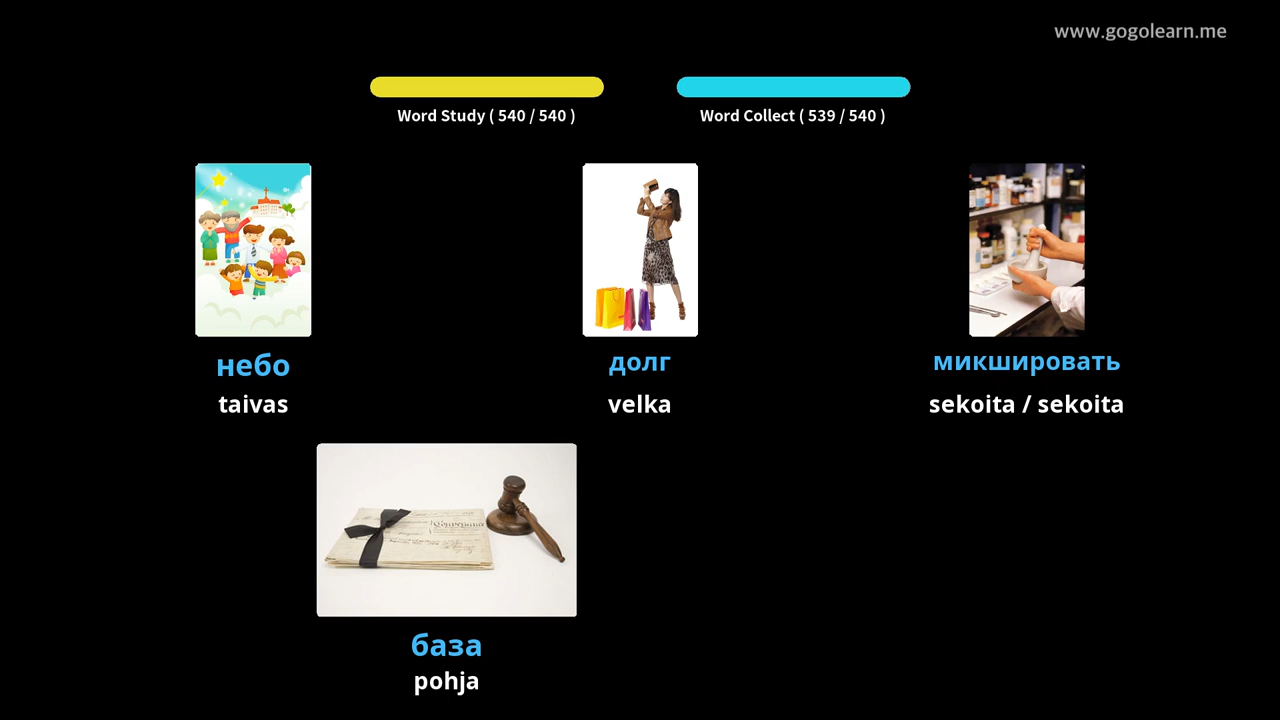 www.gogolearn.me
Word Study ( 540 / 540 )
Word Collect ( 539 / 540 )
небо
долг
микшировать
taivas
velka
sekoita / sekoita
база
pohja